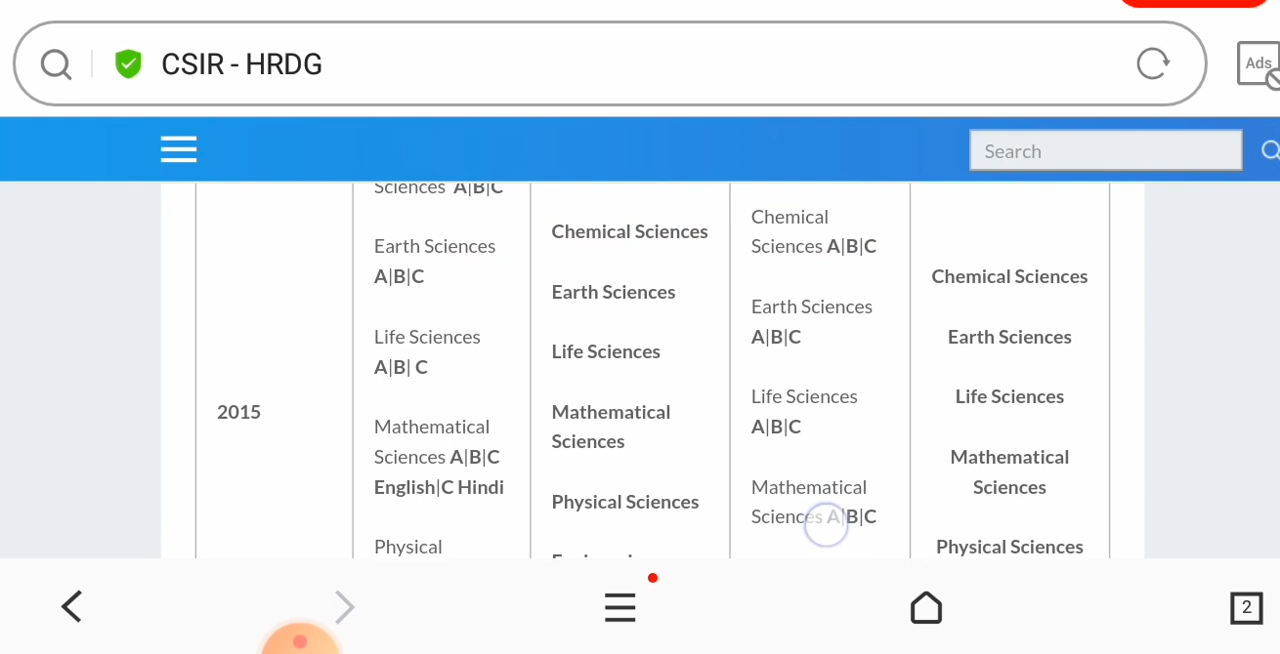 CSIR - HRDG
Ads
Search
Sciences A|B|C
Earth Sciences
A|B|C
Life Sciences
A|B| C
Mathematical
Sciences A|B|C
English|C Hindi
Physical
2015
Chemical Sciences
Earth Sciences
Life Sciences
Mathematical
Sciences
Physical Sciences
Chemical
Sciences A|B|C
Earth Sciences
A|B|C
Life Sciences
A|B|C
Mathematical
Sciences A|B|C
Chemical Sciences
Earth Sciences
Life Sciences
Mathematical
Sciences
Physical Sciences
2